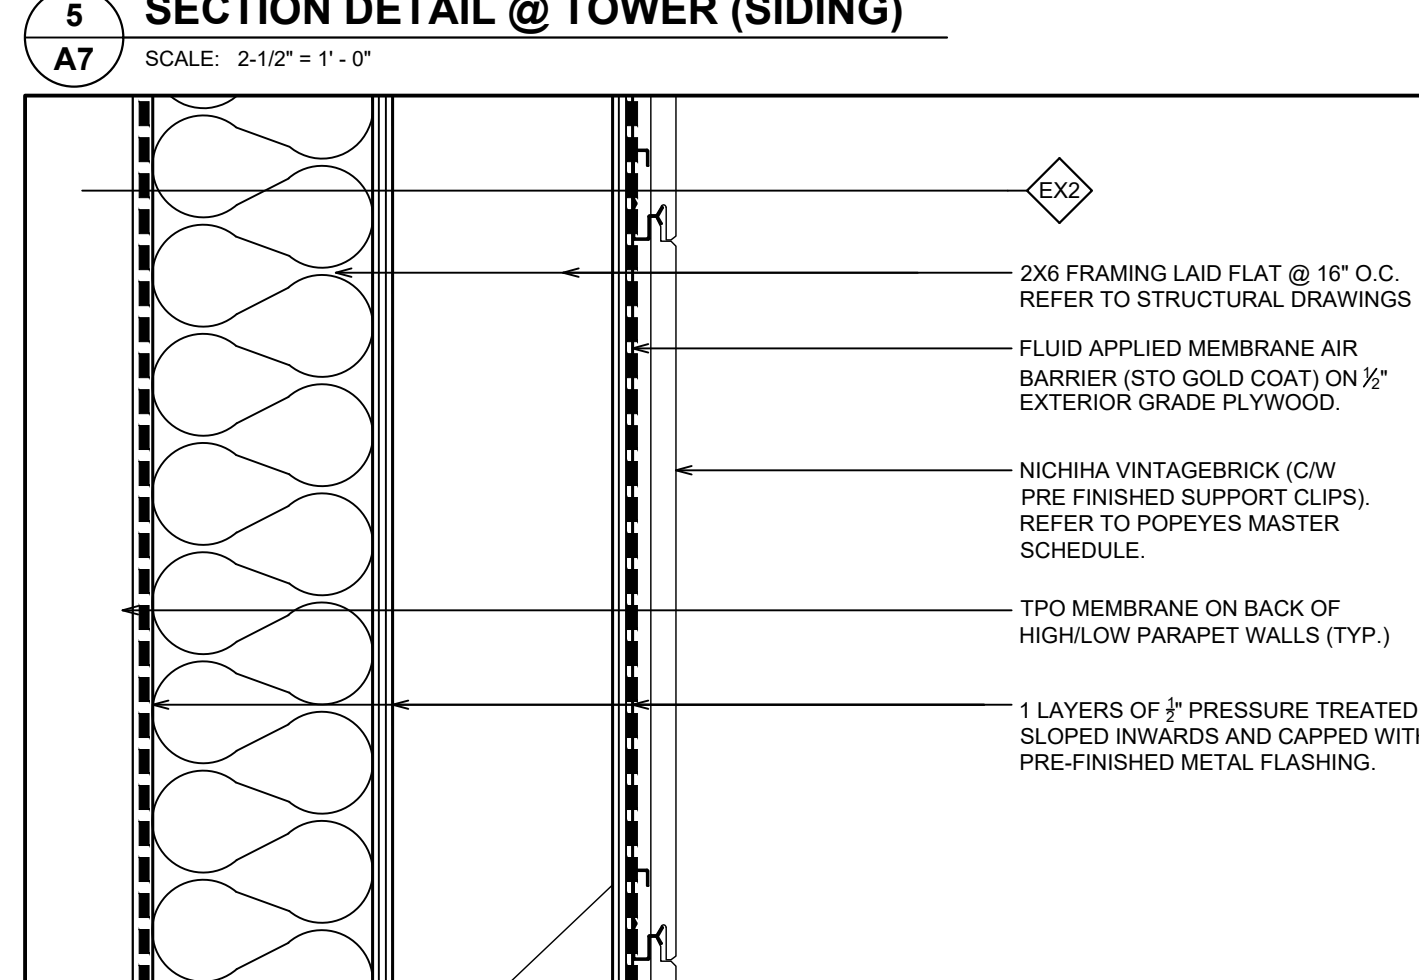 5
SECTION DETAIL @ TOWER (SIDING)
A7
SCALE: 2-1/2" = 1' - 0"
EX2
2X6 FRAMING LAID FLAT @ 16" O.C.
REFER TO STRUCTURAL DRAWINGS
FLUID APPLIED MEMBRANE AIR
BARRIER (STO GOLD COAT) ON ½"
EXTERIOR GRADE PLYWOOD.
NICHIHA VINTAGEBRICK (C/W
PRE FINISHED SUPPORT CLIPS).
REFER TO POPEYES MASTER
SCHEDULE.
TPO MEMBRANE ON BACK OF
HIGH/LOW PARAPET WALLS (TYP.)
1 LAYERS OF ½" PRESSURE TREATED
SLOPED INWARDS AND CAPPED WITH
PRE-FINISHED METAL FLASHING.